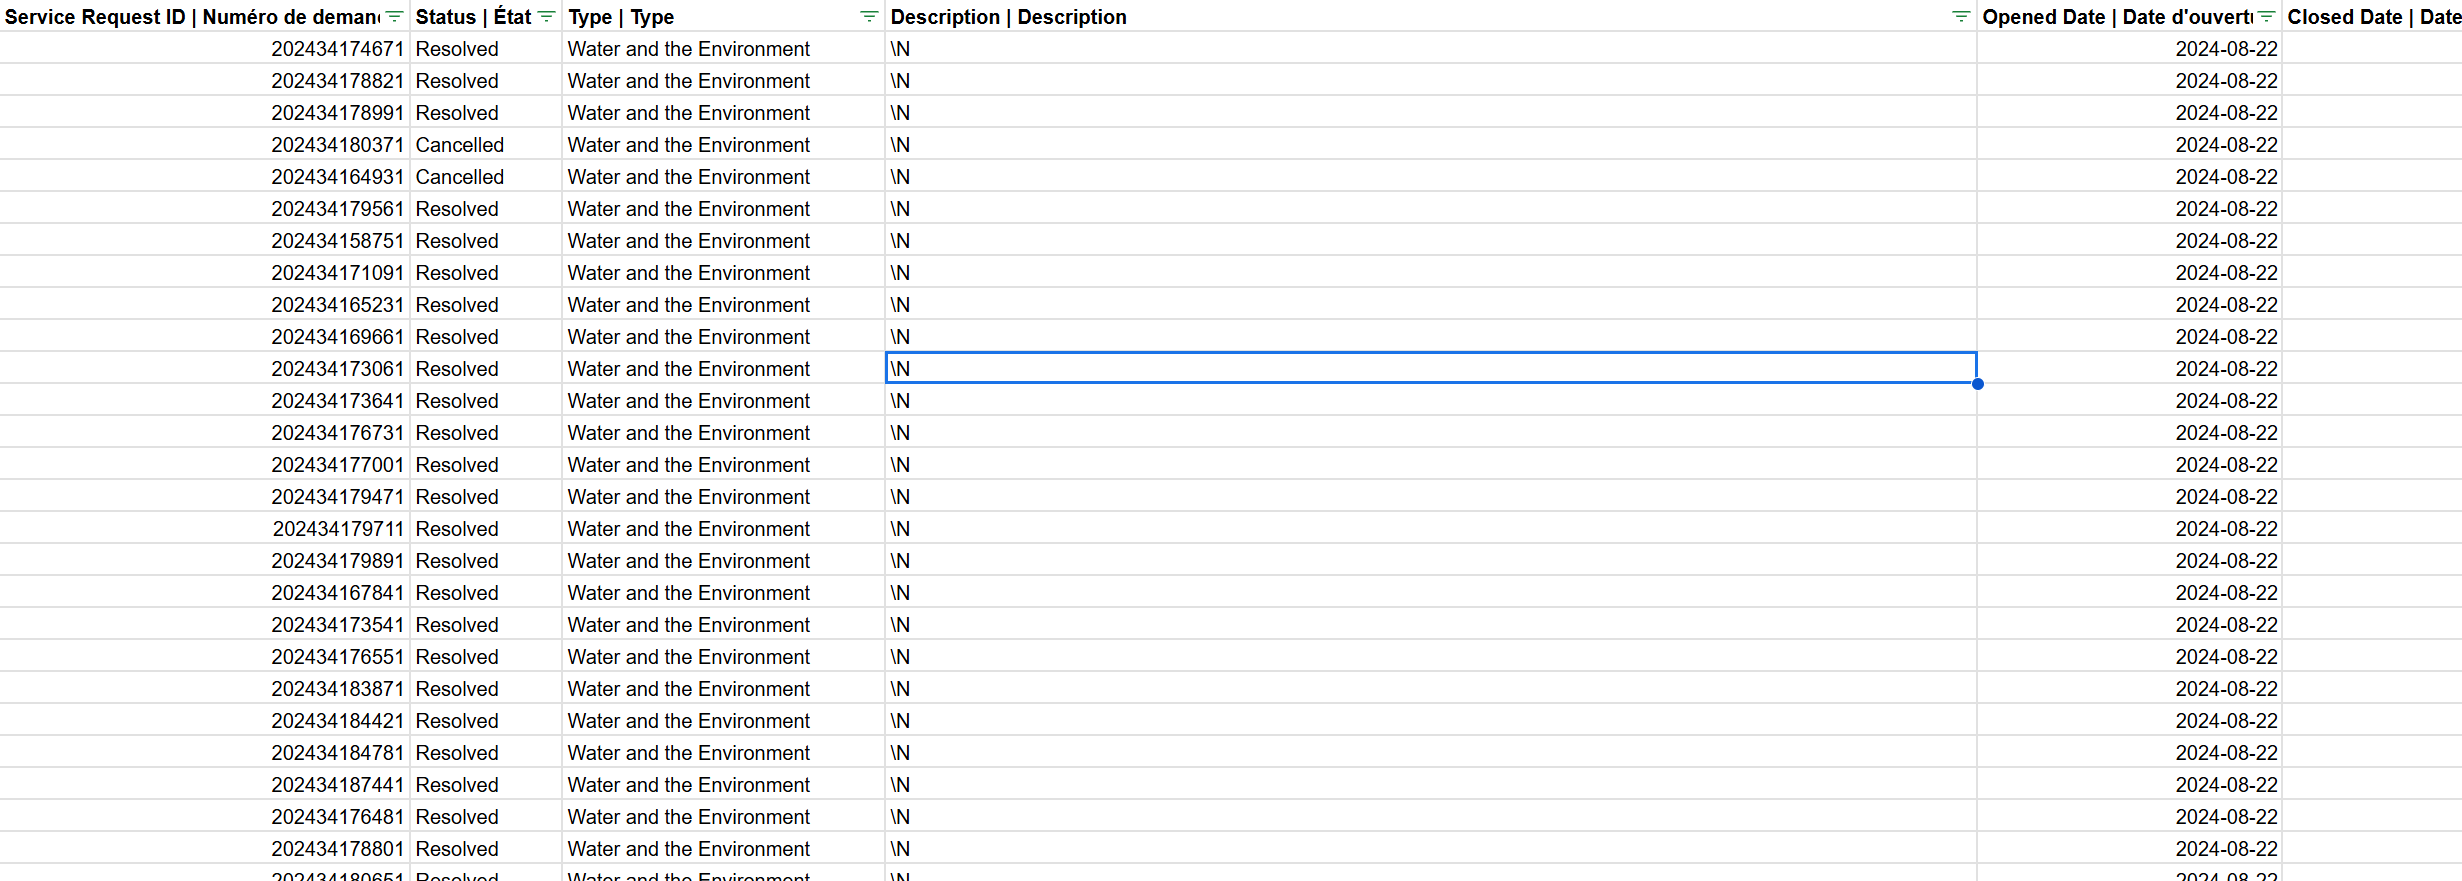 Service Request ID | Numéro de deman Status | État Type | Type Description | Description Opened Date | Date d'ouvert Closed Date | Date
202434174671 Resolved Water and the Environment \N 2024-08-22
202434178821 Resolved Water and the Environment \N 2024-08-22
202434178991 Resolved Water and the Environment \N 2024-08-22
202434180371 Cancelled Water and the Environment \N 2024-08-22
202434164931 Cancelled Water and the Environment \N 2024-08-22
202434179561 Resolved Water and the Environment \N 2024-08-22
202434158751 Resolved Water and the Environment \N 2024-08-22
202434171091 Resolved Water and the Environment \N 2024-08-22
202434165231 Resolved Water and the Environment \N 2024-08-22
202434169661 Resolved Water and the Environment \N 2024-08-22
202434173061 Resolved Water and the Environment \N 2024-08-22
202434173641 Resolved Water and the Environment \N 2024-08-22
202434176731 Resolved Water and the Environment \N 2024-08-22
202434177001 Resolved Water and the Environment \N 2024-08-22
202434179471 Resolved Water and the Environment \N 2024-08-22
202434179711 Resolved Water and the Environment \N 2024-08-22
202434179891 Resolved Water and the Environment \N 2024-08-22
202434167841 Resolved Water and the Environment \N 2024-08-22
202434173541 Resolved Water and the Environment \N 2024-08-22
202434176551 Resolved Water and the Environment \N 2024-08-22
202434183871 Resolved Water and the Environment \N 2024-08-22
202434184421 Resolved Water and the Environment \N 2024-08-22
202434184781 Resolved Water and the Environment \N 2024-08-22
202434187441 Resolved Water and the Environment \N 2024-08-22
202434176481 Resolved Water and the Environment \N 2024-08-22
202434178801 Resolved Water and the Environment \N 2024-08-22
202434180651 Resolved Water and the Environment \N 2024-08-22